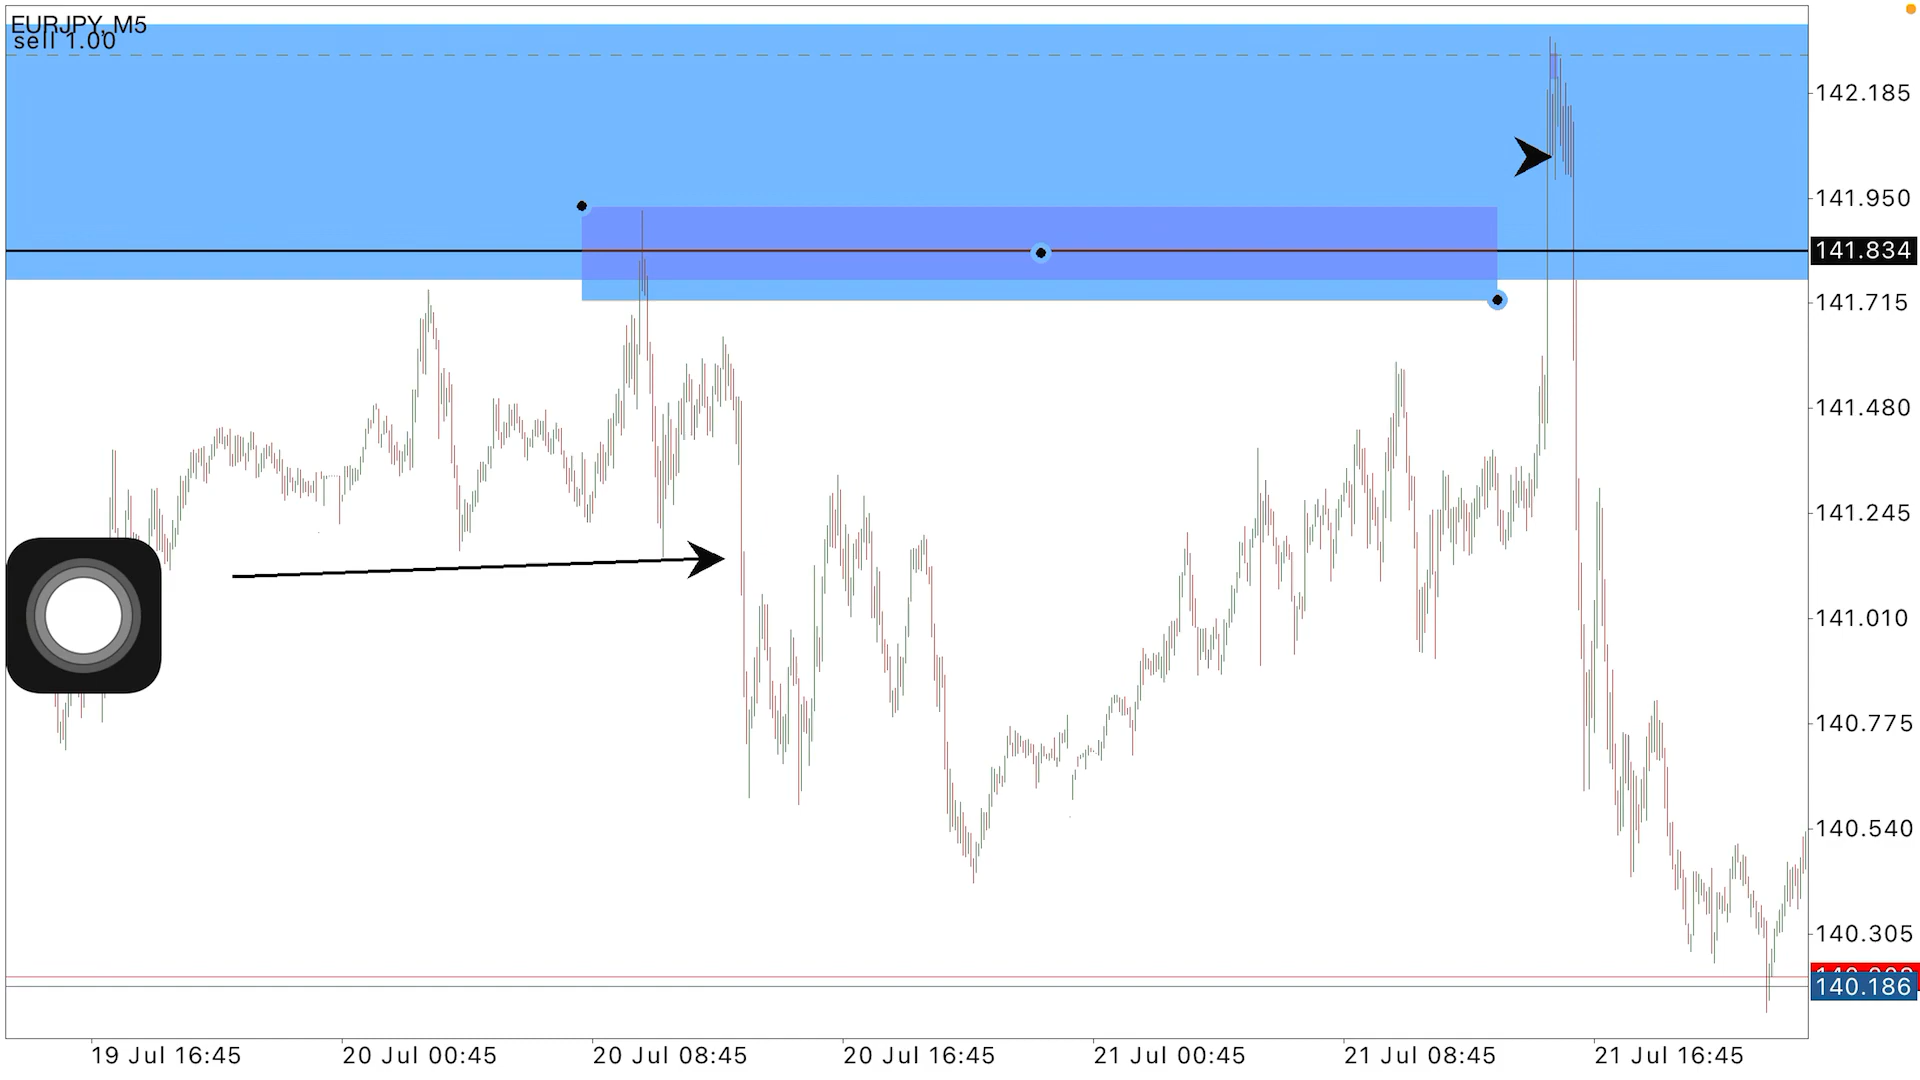 EURJPY, M5
sell 1.00
142.185
141.950
141.834
141.715
141.480
141.245
141.010
140.775
140.540
140.305
140.186
19 Jul 16:45
20 Jul 00:45
20 Jul 08:45
20 Jul 16:45
21 Jul 00:45
21 Jul 08:45
21 Jul 16:45